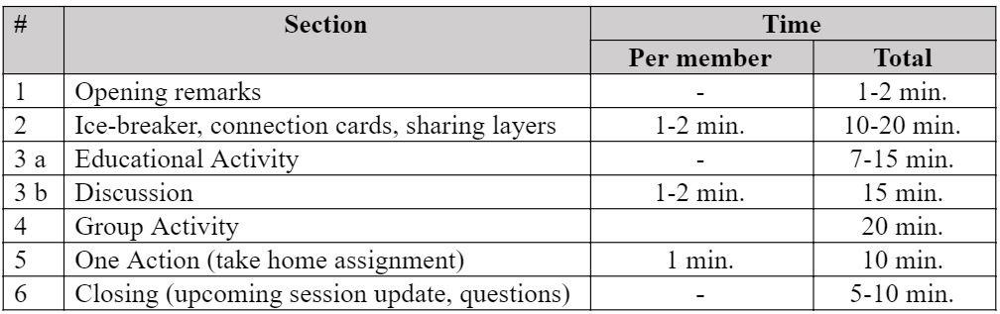 # Section Time
Per member Total
1 Opening remarks - 1-2 min.
2 Ice-breaker, connection cards, sharing layers 1-2 min. 10-20 min.
3 a Educational Activity - 7-15 min.
3 b Discussion 1-2 min. 15 min.
4 Group Activity 20 min.
5 One Action (take home assignment) 1 min. 10 min.
6 Closing (upcoming session update, questions) - 5-10 min.